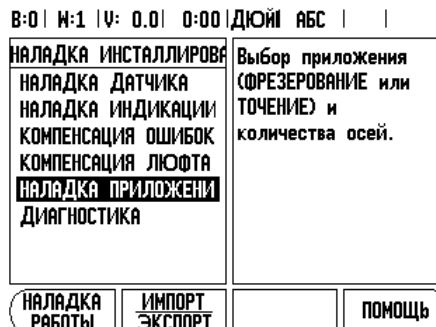 B:0 | W:1 | V: 0.0 | 0:00 | ДЮЙ | АБС | |
НАЛАДКА ИНСТАЛЛИРОВА
НАЛАДКА ДАТЧИКА
НАЛАДКА ИНДИКАЦИИ
КОМПЕНСАЦИЯ ОШИБОК
КОМПЕНСАЦИЯ ЛЮФТА
НАЛАДКА ПРИЛОЖЕНИ
ДИАГНОСТИКА
Выбор приложения
(ФРЕЗЕРОВАНИЕ или
ТОЧЕНИЕ) и
количества осей.
НАЛАДКА
РАБОТЫ
ИМПОРТ
ЭКСПОРТ
ПОМОЩЬ